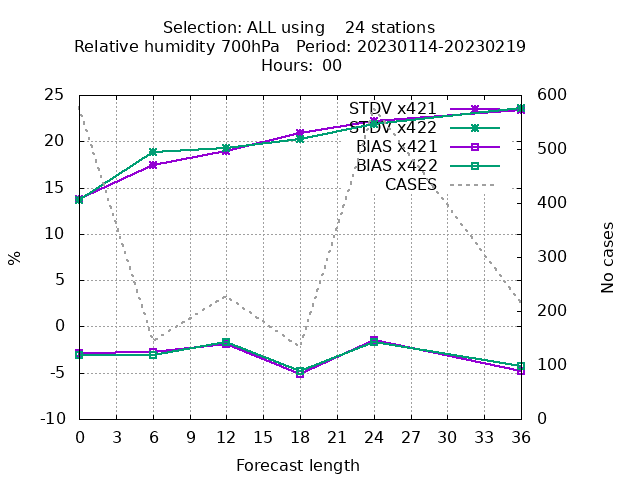 Selection: ALL using    24 stations
Relative humidity 700hPa   Period: 20230114-20230219
Hours: 00
25
20
15
10
5
0
-5
-10
%
600
500
400
300
200
100
0
No cases
STDV x421
STDV x422
BIAS x421
BIAS x422
CASES
0 3 6 9 12 15 18 21 24 27 30 33 36
Forecast length